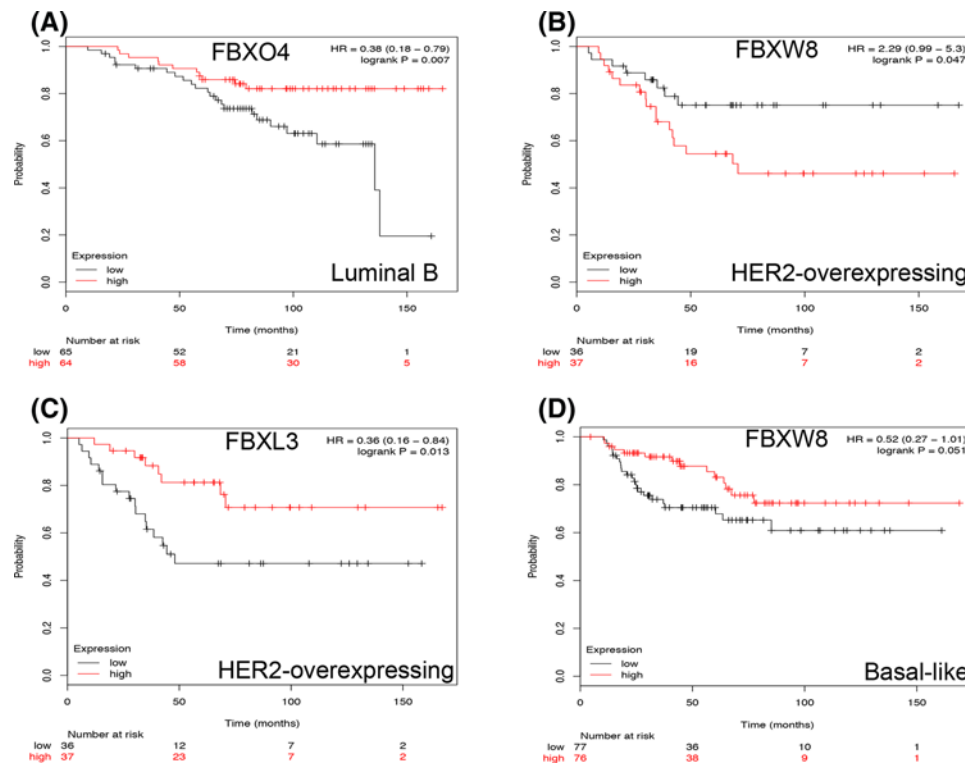 (A)
FBXO4
HR = 0.38 (0.18 – 0.79)
logrank P = 0.007
Probability
1.0
0.8
0.6
0.4
0.2
0.0
Expression
low
high
Luminal B
0 50 100 150
Time (months)
Number at risk
low 65 52 21 1
high 64 58 30 5
(B)
FBXW8
HR = 2.29 (0.99 – 5.3)
logrank P = 0.047
Probability
1.0
0.8
0.6
0.4
0.2
0.0
Expression
low
high
HER2-overexpressing
0 50 100 150
Time (months)
Number at risk
low 36 19 7 2
high 37 16 7 2
(C)
FBXL3
HR = 0.36 (0.16 – 0.84)
logrank P = 0.013
Probability
1.0
0.8
0.6
0.4
0.2
0.0
Expression
low
high
HER2-overexpressing
0 50 100 150
Time (months)
Number at risk
low 36 12 7 2
high 37 23 7 2
(D)
FBXW8
HR = 0.52 (0.27 – 1.01)
logrank P = 0.051
Probability
1.0
0.8
0.6
0.4
0.2
0.0
Expression
low
high
Basal-like
0 50 100 150
Time (months)
Number at risk
low 77 36 10 1
high 76 38 9 1